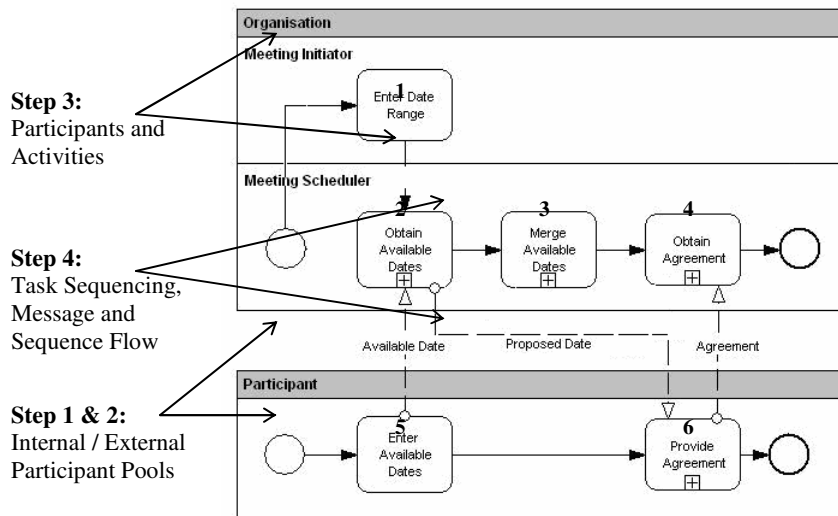 Organisation
Meeting Initiator
1
Enter Date
Range
Step 3:
Participants and
Activities
Meeting Scheduler
2
Obtain
Available
Dates
3
Merge
Available
Dates
4
Obtain
Agreement
Step 4:
Task Sequencing,
Message and
Sequence Flow
Available Date
Proposed Date
Agreement
Step 1 & 2:
Internal / External
Participant Pools
Participant
5
Enter
Available
Dates
6
Provide
Agreement